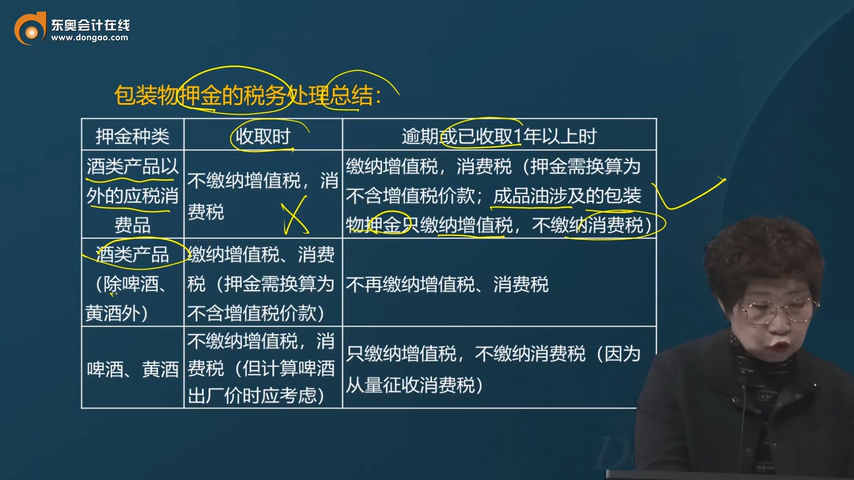 东奥会计在线
www.dongao.com
包装物押金的税务处理总结：
押金种类
收取时
逾期或已收取1年以上时
酒类产品以
外的应税消
费品
不缴纳增值税，消
费税
缴纳增值税，消费税（押金需换算为
不含增值税价款；成品油涉及的包装
物押金只缴纳增值税，不缴纳消费税）
酒类产品
（除啤酒、
黄酒外）
缴纳增值税、消费
税（押金需换算为
不含增值税价款）
不再缴纳增值税、消费税
啤酒、黄酒
不缴纳增值税，消
费税（但计算啤酒
出厂价时应考虑）
只缴纳增值税，不缴纳消费税（因为
从量征收消费税）